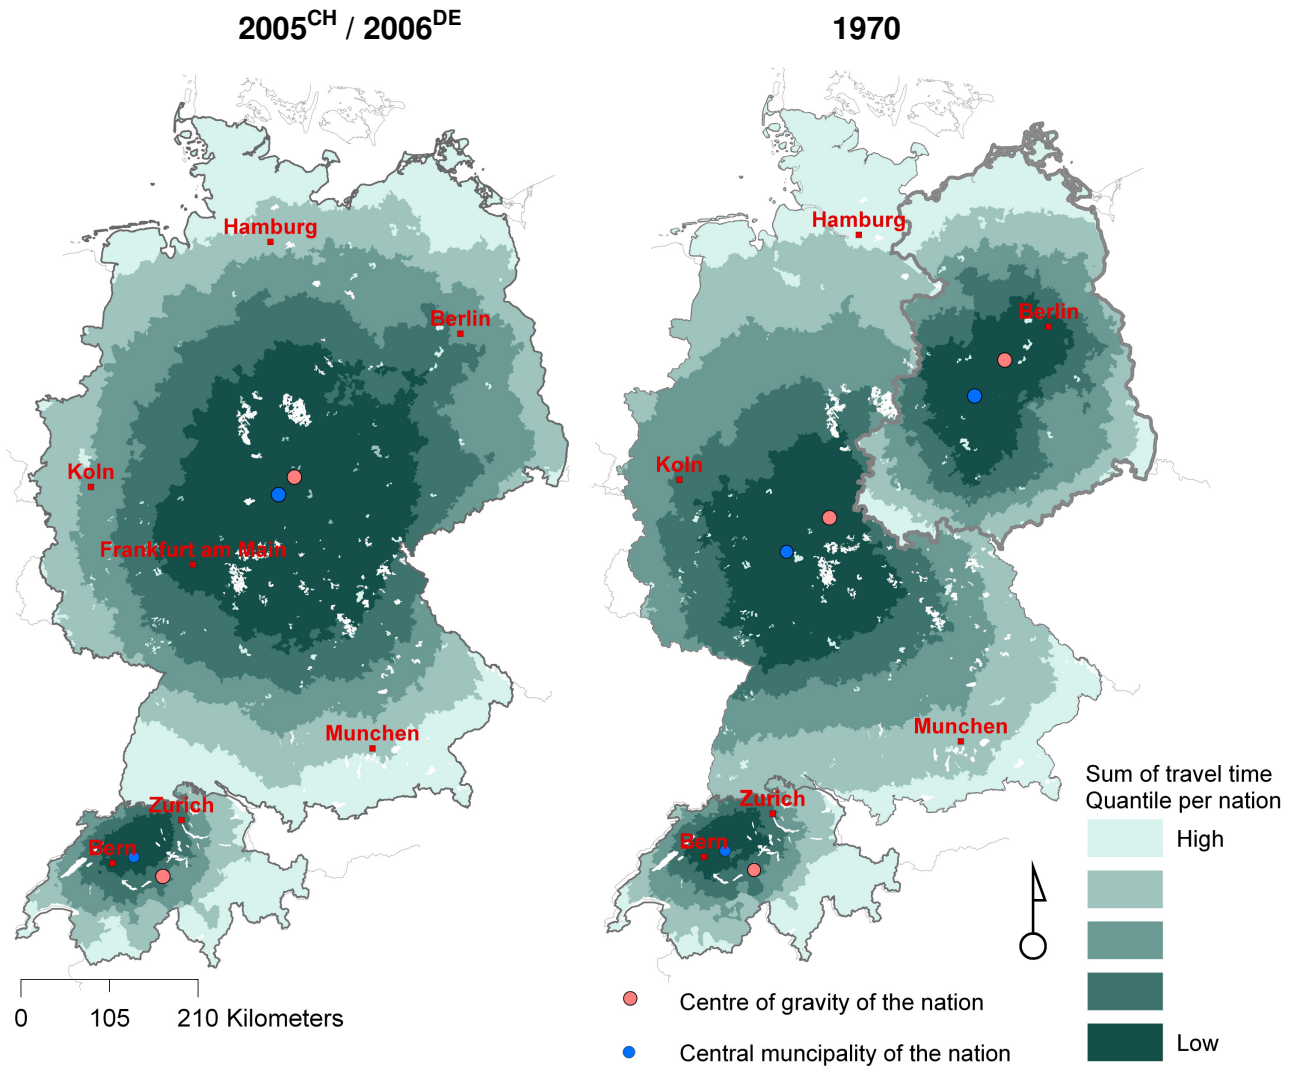 2005CH / 2006DE
1970
Hamburg
Berlin
Koln
Frankfurt am Main
Munchen
Zurich
Bern
Hamburg
Berlin
Koln
Munchen
Zurich
Bern
Sum of travel time
Quantile per nation
High
Low
0 105 210 Kilometers
Centre of gravity of the nation
Central muncipality of the nation